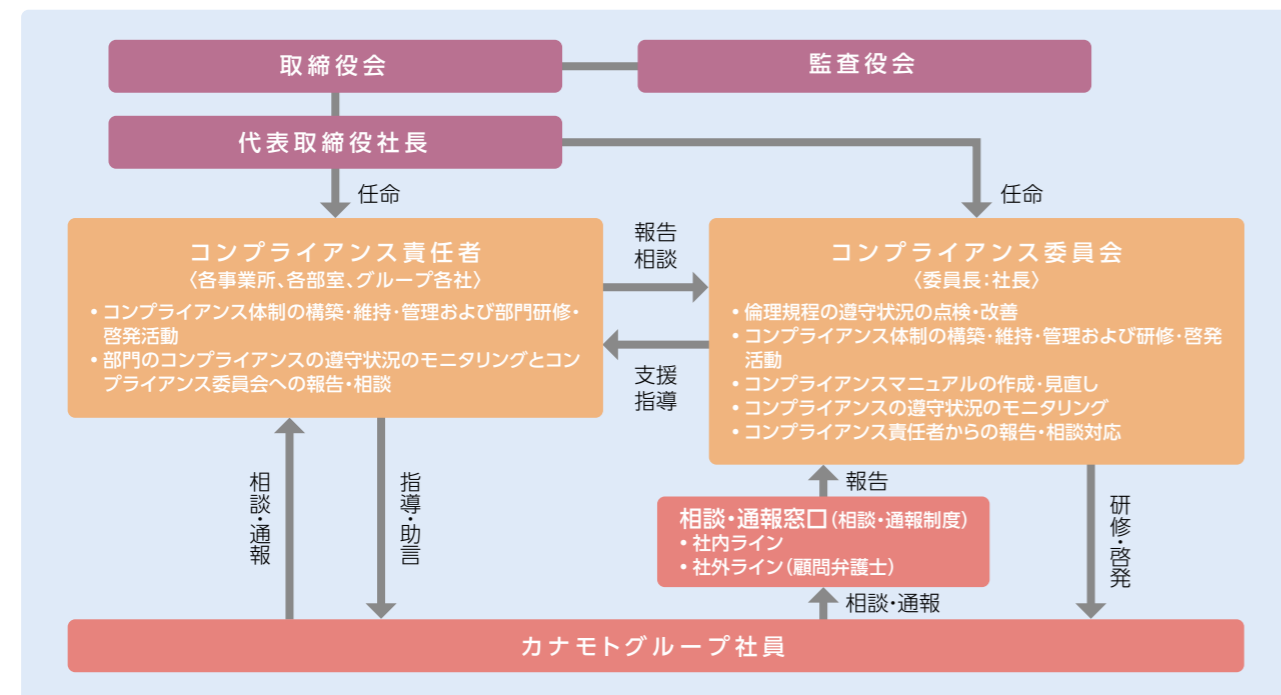 取締役会
監査役会
代表取締役社長
任命
任命
コンプライアンス責任者
〈各事業所、各部室、グループ各社〉
• コンプライアンス体制の構築・維持・管理および部門研修・
啓発活動
• 部門のコンプライアンスの遵守状況のモニタリングとコン
プライアンス委員会への報告・相談
報告
相談
支援
指導
コンプライアンス委員会
〈委員長:社長〉
• 倫理規程の遵守状況の点検・改善
• コンプライアンス体制の構築・維持・管理および研修・啓発
活動
• コンプライアンスマニュアルの作成・見直し
• コンプライアンスの遵守状況のモニタリング
• コンプライアンス責任者からの報告・相談対応
相談・通報
指導・助言
報告
相談・通報窓口(相談・通報制度)
• 社内ライン
• 社外ライン(顧問弁護士)
相談・通報
研修・啓発
カナモトグループ社員